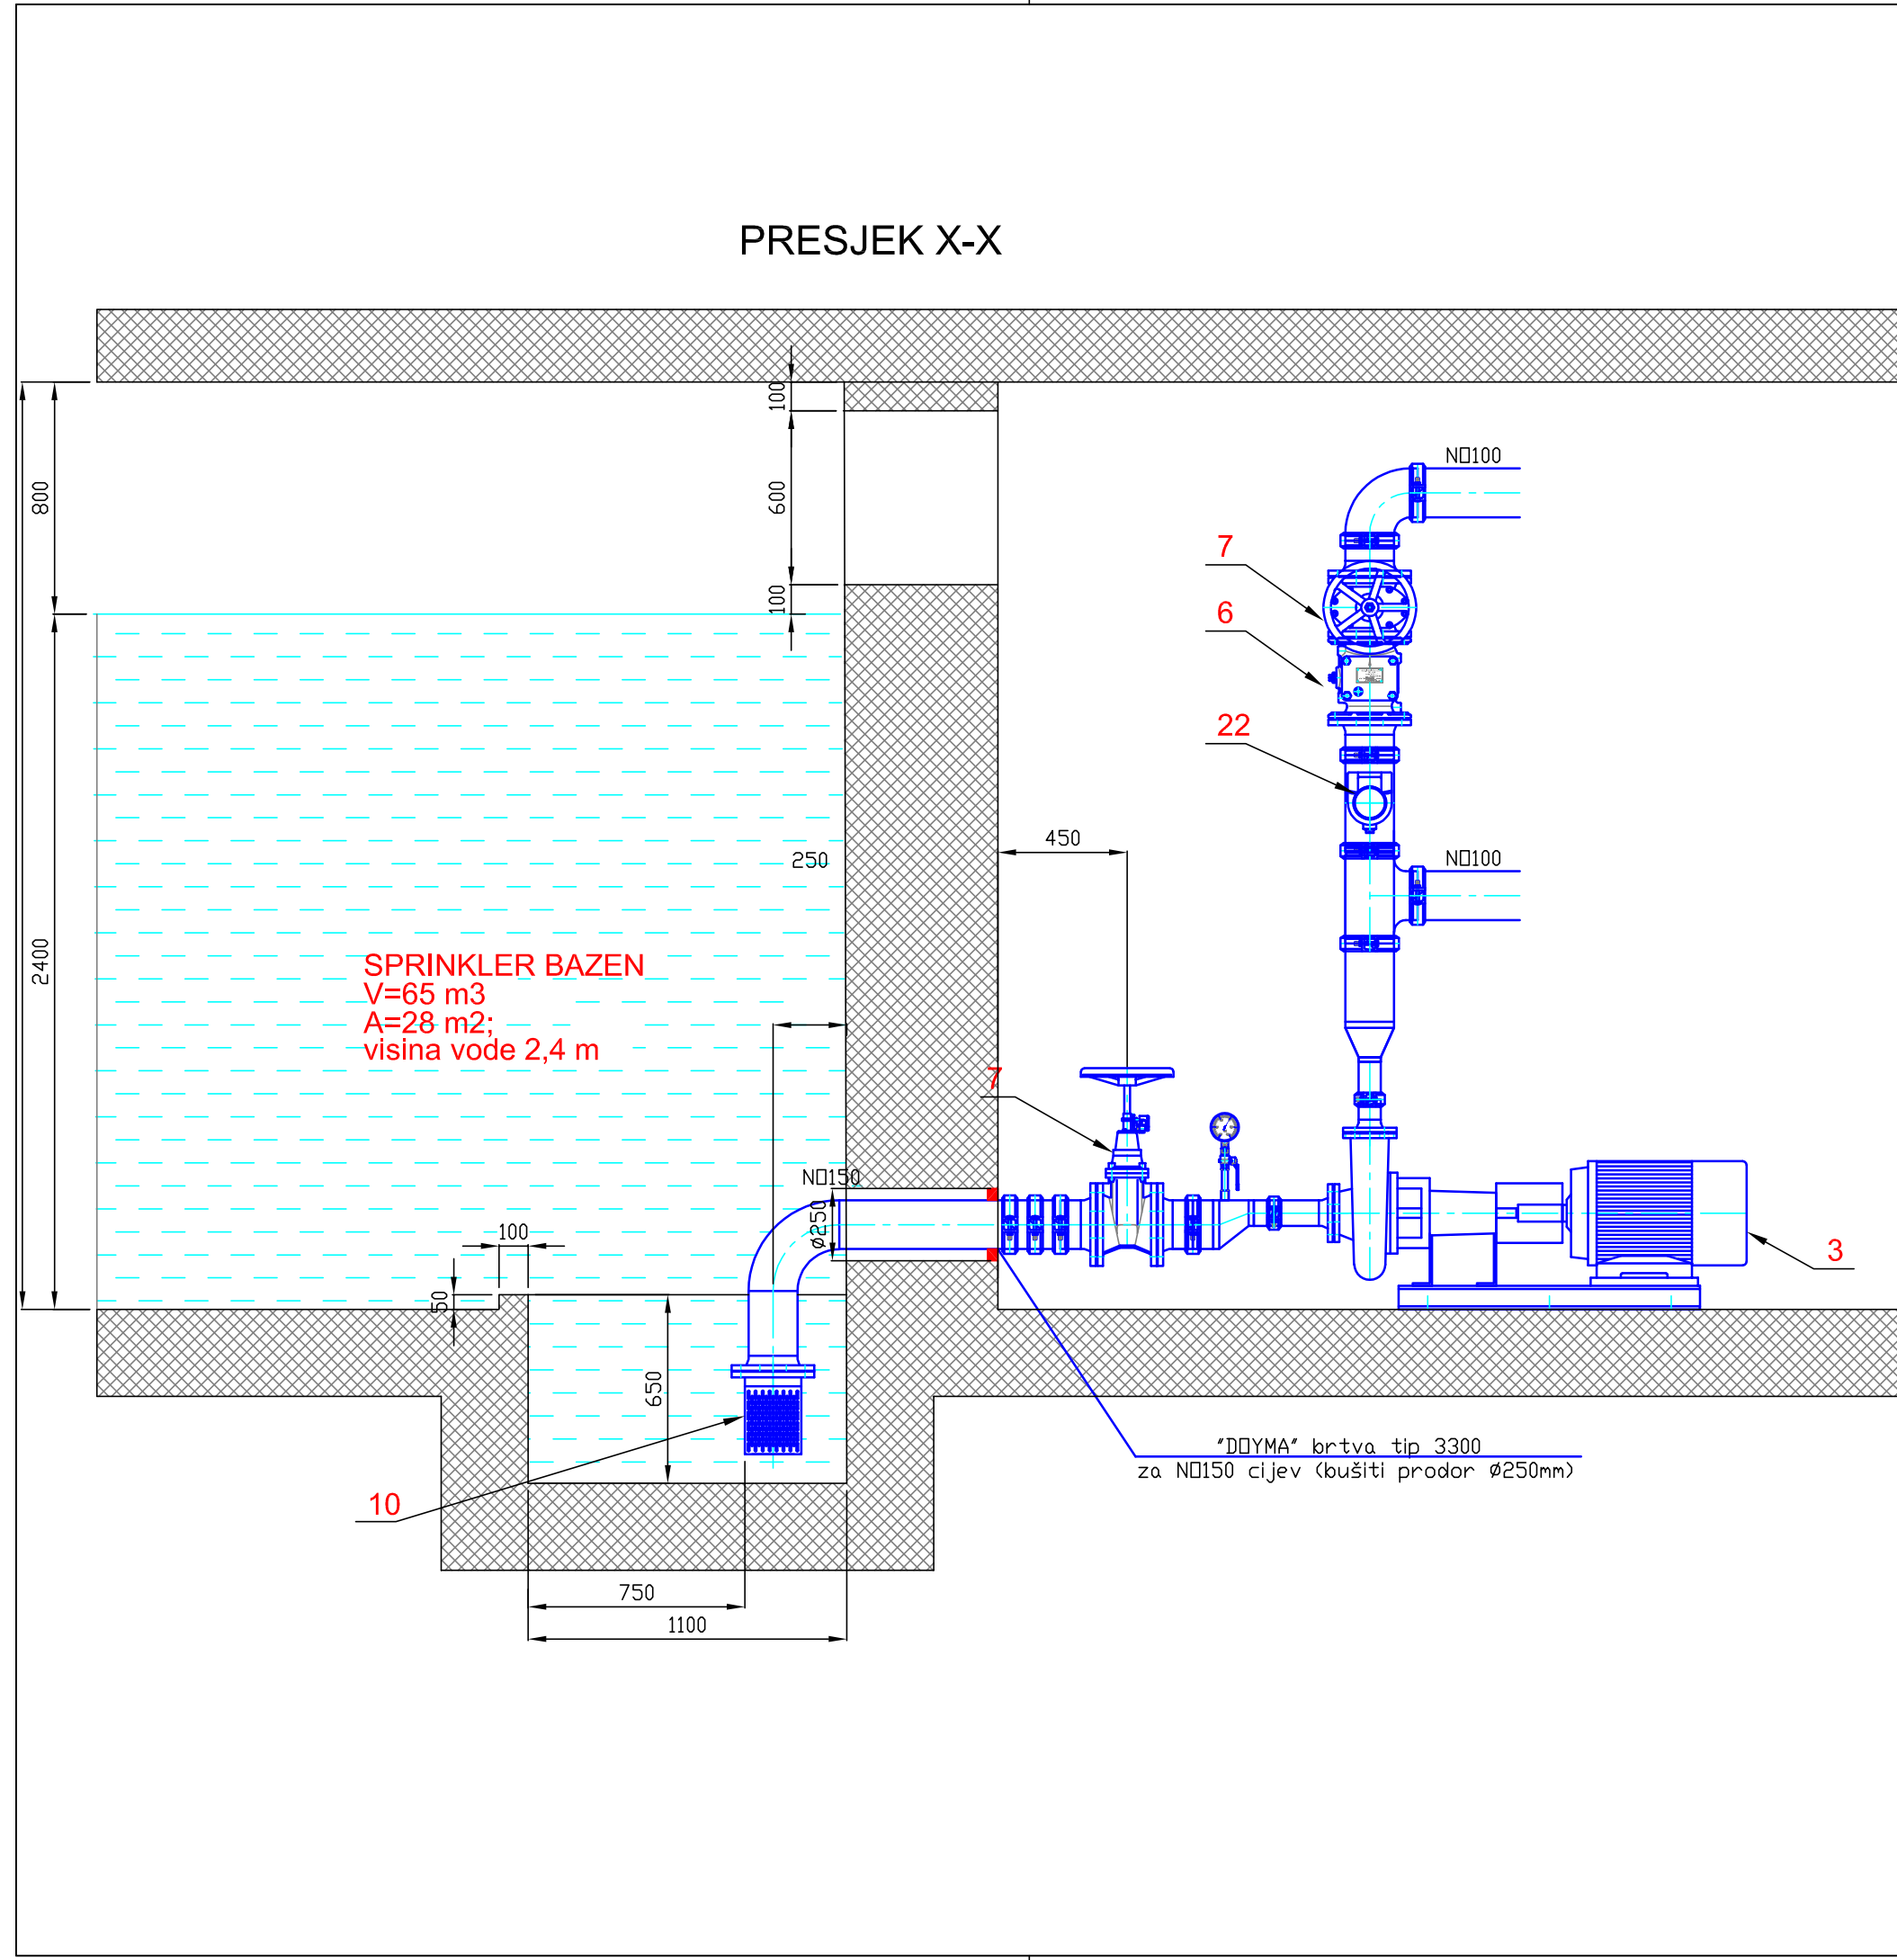 PRESJEK X-X
100
800
600
100
2400
NO100
7
6
22
450
NO100
250
SPRINKLER BAZEN
V=65 m3
A=28 m2;
visina vode 2,4 m
7
NO150
Ø250
100
50
650
3
"DOYMA" brtva tip 3300
za NO150 cijev (bušiti prodor Ø250mm)
10
750
1100